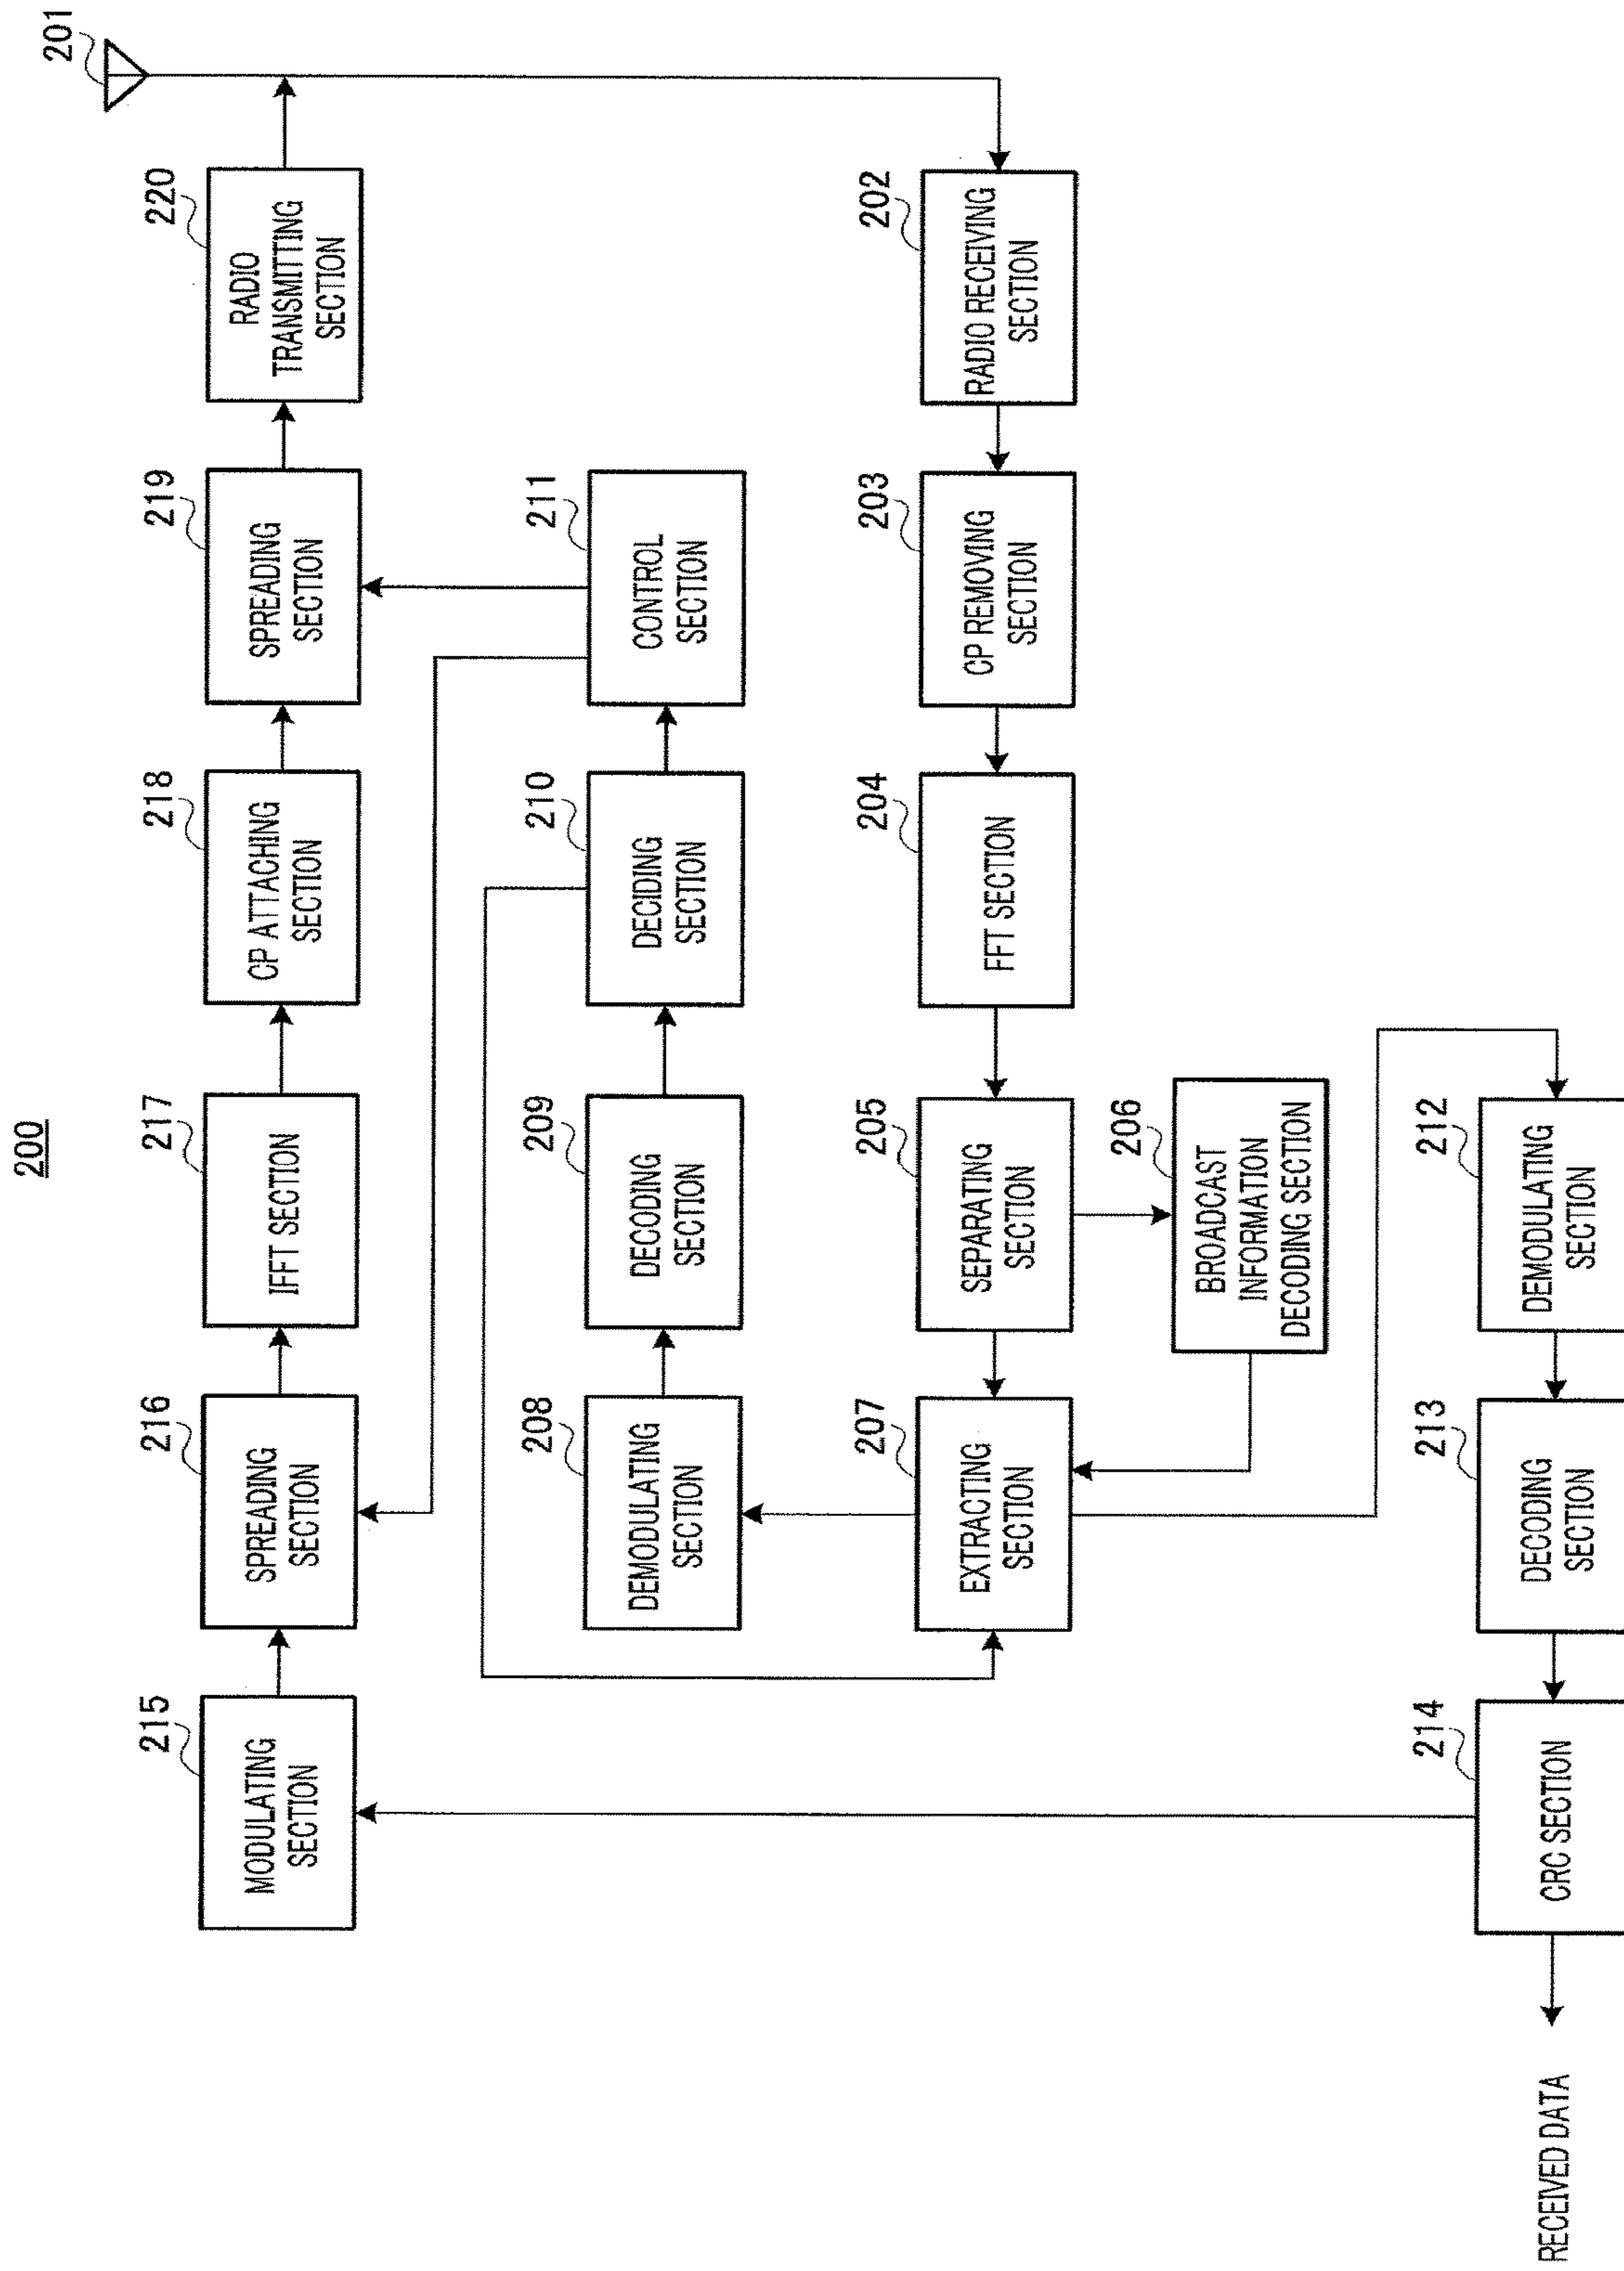 200
201
220
RADIO
TRANSMITTING
SECTION
219
SPREADING
SECTION
218
CP ATTACHING
SECTION
217
IFFT SECTION
216
SPREADING
SECTION
215
MODULATING
SECTION
211
CONTROL
SECTION
210
DECIDING
SECTION
209
DECODING
SECTION
208
DEMODULATING
SECTION
202
RADIO RECEIVING
SECTION
203
CP REMOVING
SECTION
204
FFT SECTION
205
SEPARATING
SECTION
207
EXTRACTING
SECTION
206
BROADCAST
INFORMATION
DECODING SECTION
212
DEMODULATING
SECTION
213
DECODING
SECTION
214
CRC SECTION
RECEIVED DATA